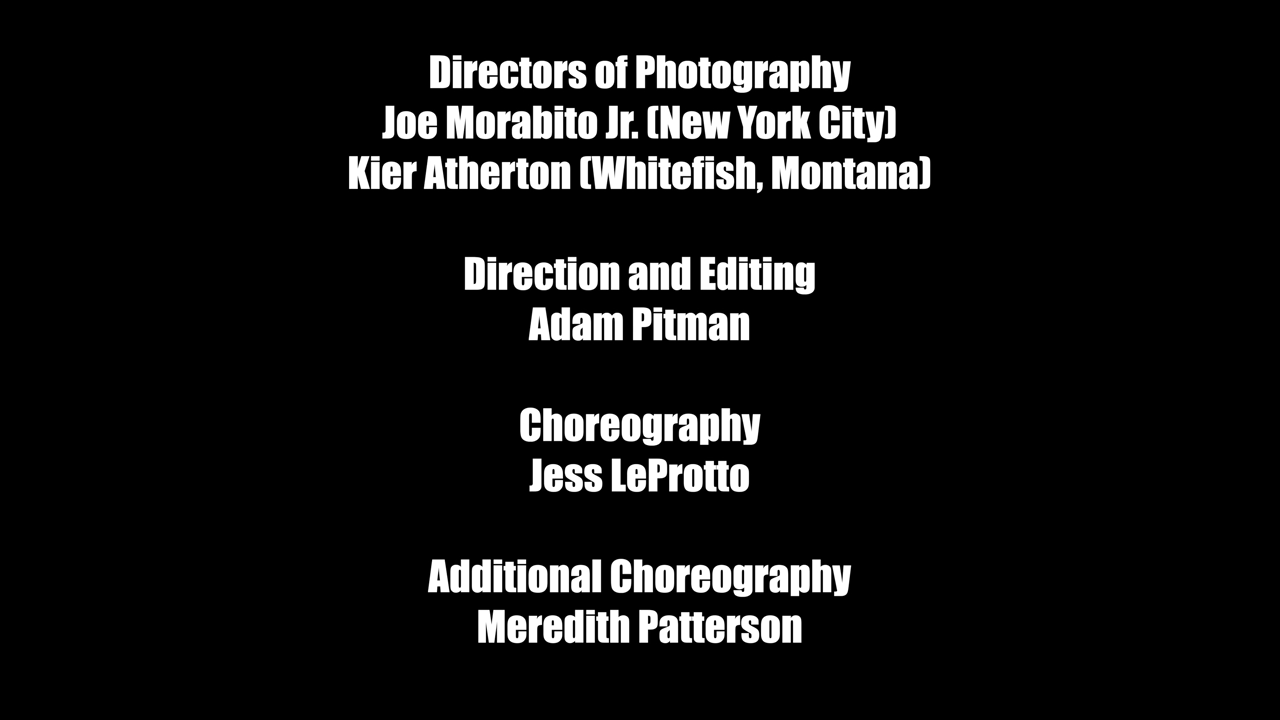 Directors of Photography
Joe Morabito Jr. (New York City)
Kier Atherton (Whitefish, Montana)
Direction and Editing
Adam Pitman
Choreography
Jess LeProtto
Additional Choreography
Meredith Patterson